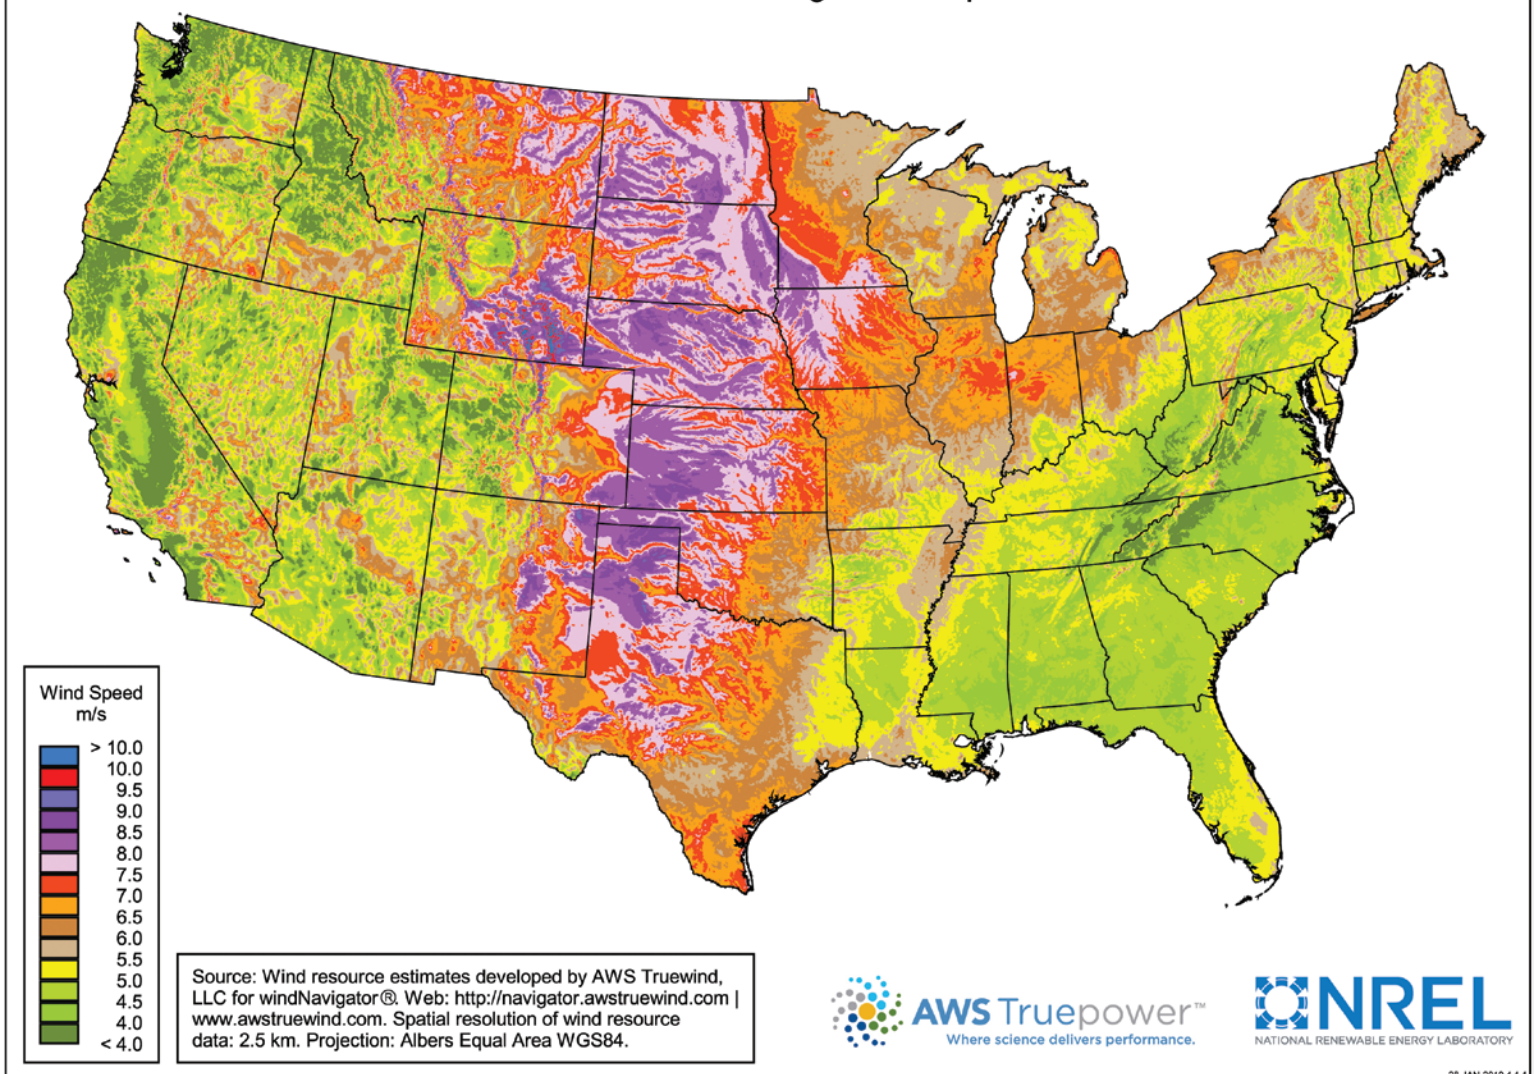 Wind Speed
m/s
> 10.0
10.0
9.5
9.0
8.5
8.0
7.5
7.0
6.5
6.0
5.5
5.0
4.5
4.0
< 4.0
Source: Wind resource estimates developed by AWS Truewind,
LLC for windNavigator®. Web: http://navigator.awstruewind.com |
www.awstruewind.com. Spatial resolution of wind resource
data: 2.5 km. Projection: Albers Equal Area WGS84.
AWS Truepower™
Where science delivers performance.
NREL
NATIONAL RENEWABLE ENERGY LABORATORY